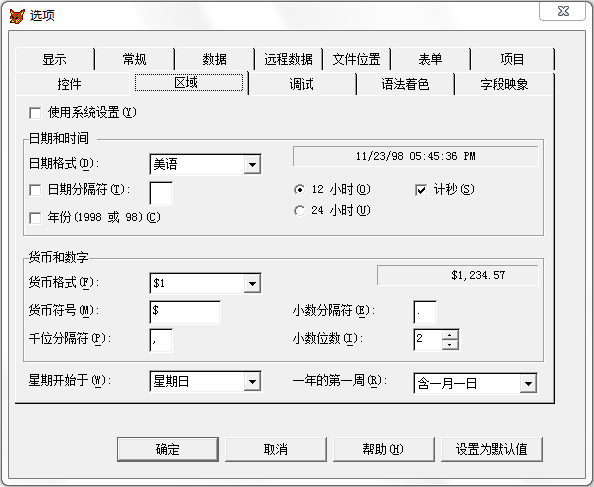 选项
显示 常规 数据 远程数据 文件位置 表单 项目
控件 区域 调试 语法着色 字段映象
使用系统设置(Y)
日期和时间
日期格式(D): 美语 11/23/98 05:45:36 PM
日期分隔符(T): 12 小时(O) 计秒(S)
年份(1998 或 98)(C) 24 小时(U)
货币和数字
货币格式(F): $1 $1,234.57
货币符号(M): $ 小数分隔符(E): .
千位分隔符(P): , 小数位数(I): 2
星期开始于(W): 星期日 一年的第一周(R): 含一月一日
确定 取消 帮助(H) 设置为默认值